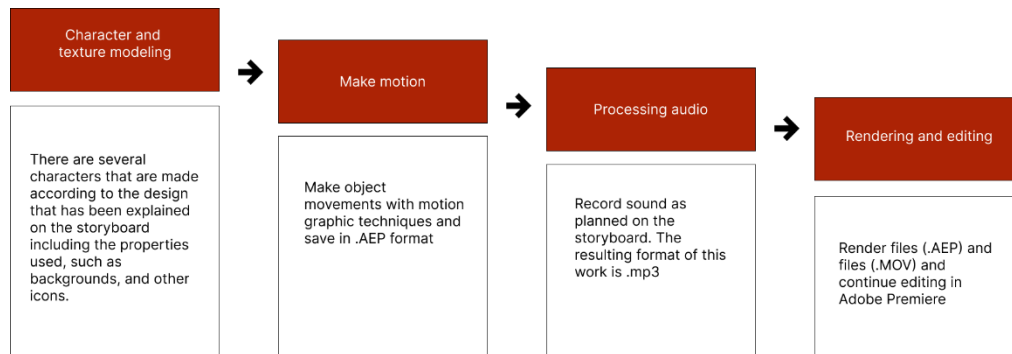 Character and
texture modeling
There are several
characters that are made
according to the design
that has been explained
on the storyboard
including the properties
used, such as
backgrounds, and other
icons.
Make motion
Make object
movements with motion
graphic techniques and
save in .AEP format
Processing audio
Record sound as
planned on the
storyboard. The
resulting format of this
work is .mp3
Rendering and editing
Render files (.AEP) and
files (.MOV) and
continue editing in
Adobe Premiere